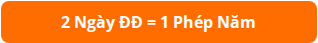 2 Ngày ĐĐ = 1 Phép Năm